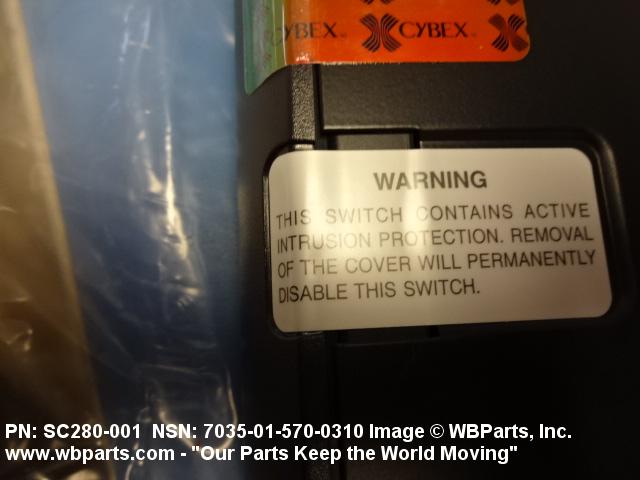 CYBEX CYBEX
WARNING
THIS SWITCH CONTAINS ACTIVE
INTRUSION PROTECTION. REMOVAL
OF THE COVER WILL PERMANENTLY
DISABLE THIS SWITCH.
PN: SC280-001 NSN: 7035-01-570-0310 Image © WBParts, Inc.
www.wbparts.com - "Our Parts Keep the World Moving"